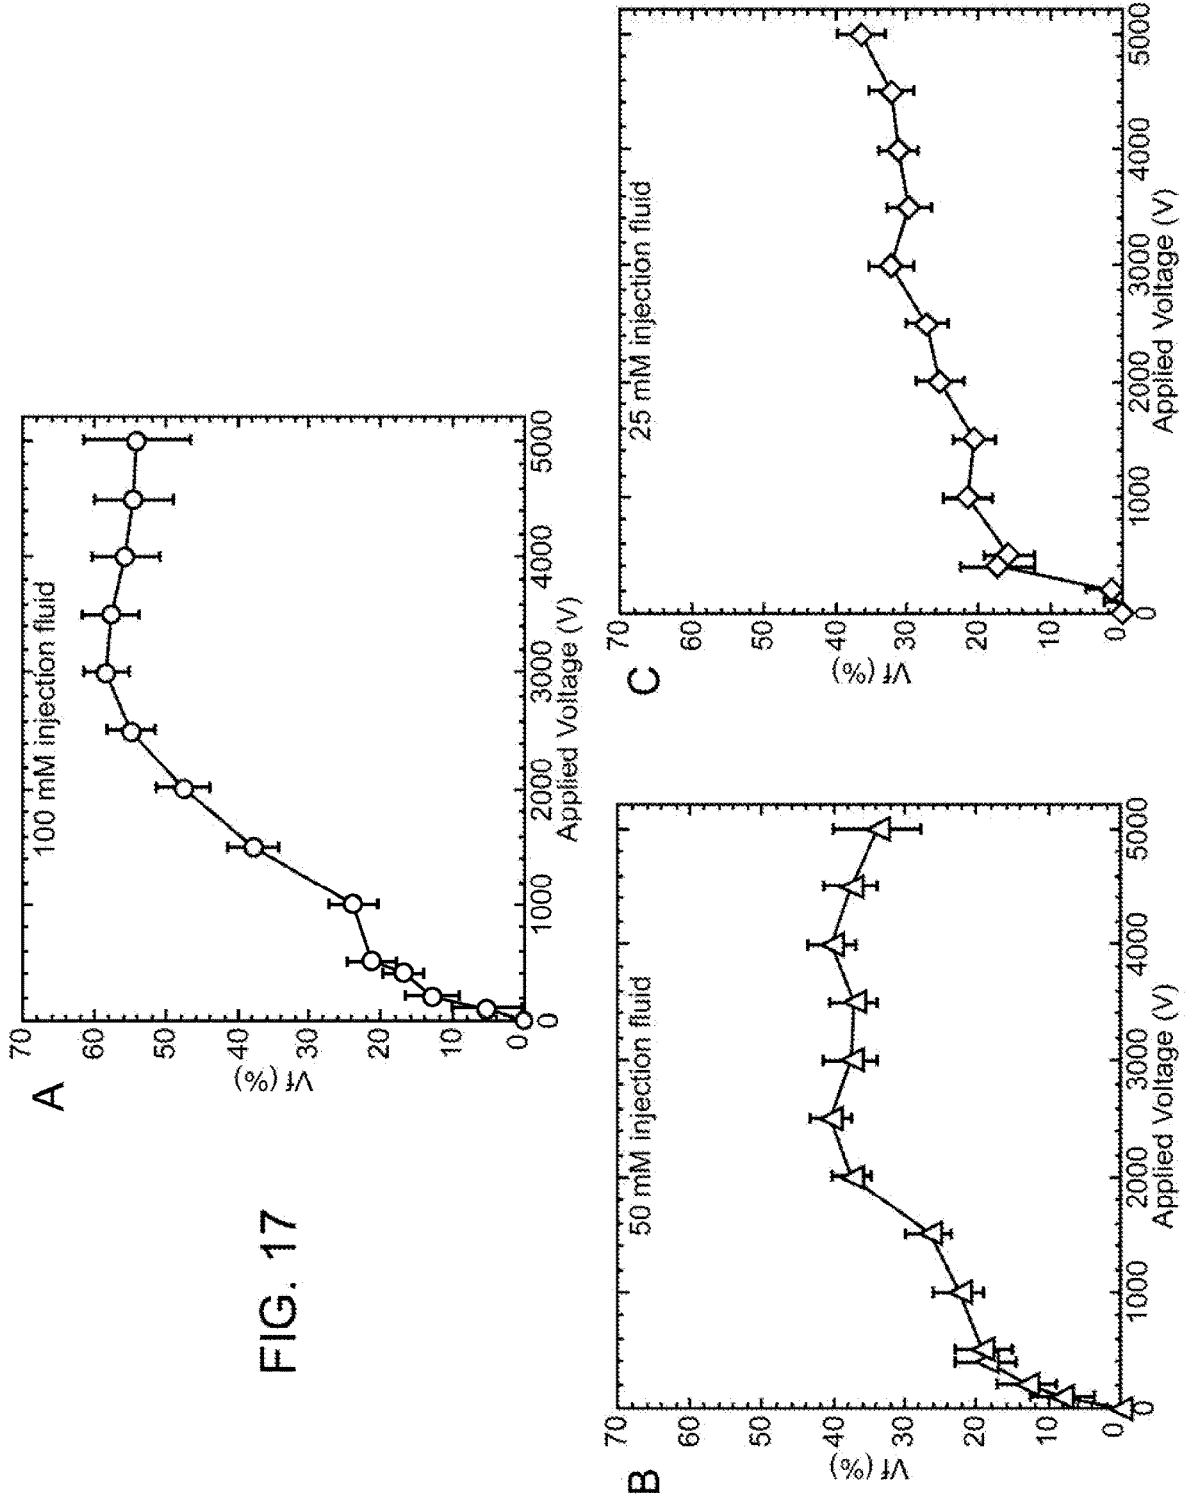 FIG. 17
A
100 mM injection fluid
Vf (%)
70
60
50
40
30
20
10
0
0 1000 2000 3000 4000 5000
Applied Voltage (V)
B
50 mM injection fluid
Vf (%)
70
60
50
40
30
20
10
0
0 1000 2000 3000 4000 5000
Applied Voltage (V)
C
25 mM injection fluid
Vf (%)
70
60
50
40
30
20
10
0
0 1000 2000 3000 4000 5000
Applied Voltage (V)